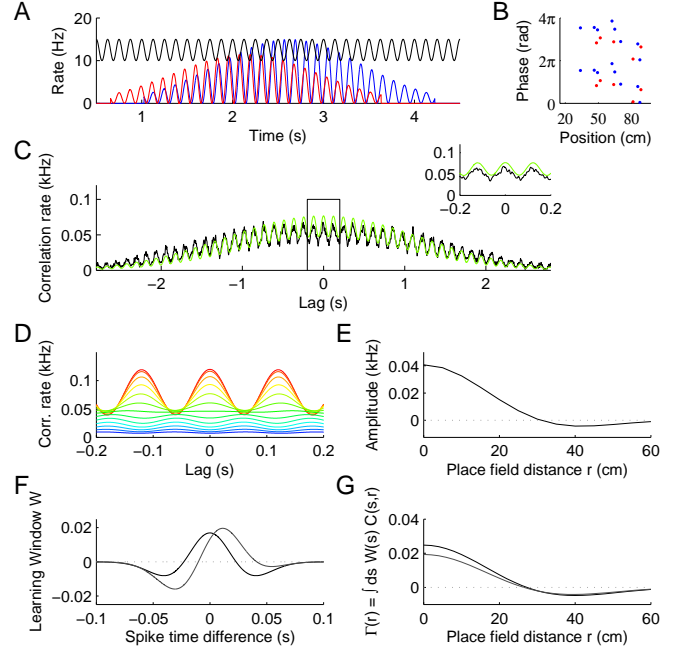 A
Rate (Hz)
20
15
10
5
0
1 2 3 4
Time (s)
B
Phase (rad)
4π
2π
0
20 50 80
Position (cm)
C
Correlation rate (kHz)
0.1
0.05
0
−2 −1 0 1 2
Lag (s)
0.1
0.05
0
−0.2 0 0.2
D
Corr. rate (kHz)
0.1
0.05
0
−0.2 −0.1 0 0.1 0.2
Lag (s)
E
Amplitude (kHz)
0.04
0.02
0
0 20 40 60
Place field distance r (cm)
F
Learning Window W
0.02
0
−0.02
−0.1 −0.05 0 0.05 0.1
Spike time difference (s)
G
Γ(r) = ∫ ds W(s) C(s,r)
0.04
0.02
0
0 20 40 60
Place field distance r (cm)